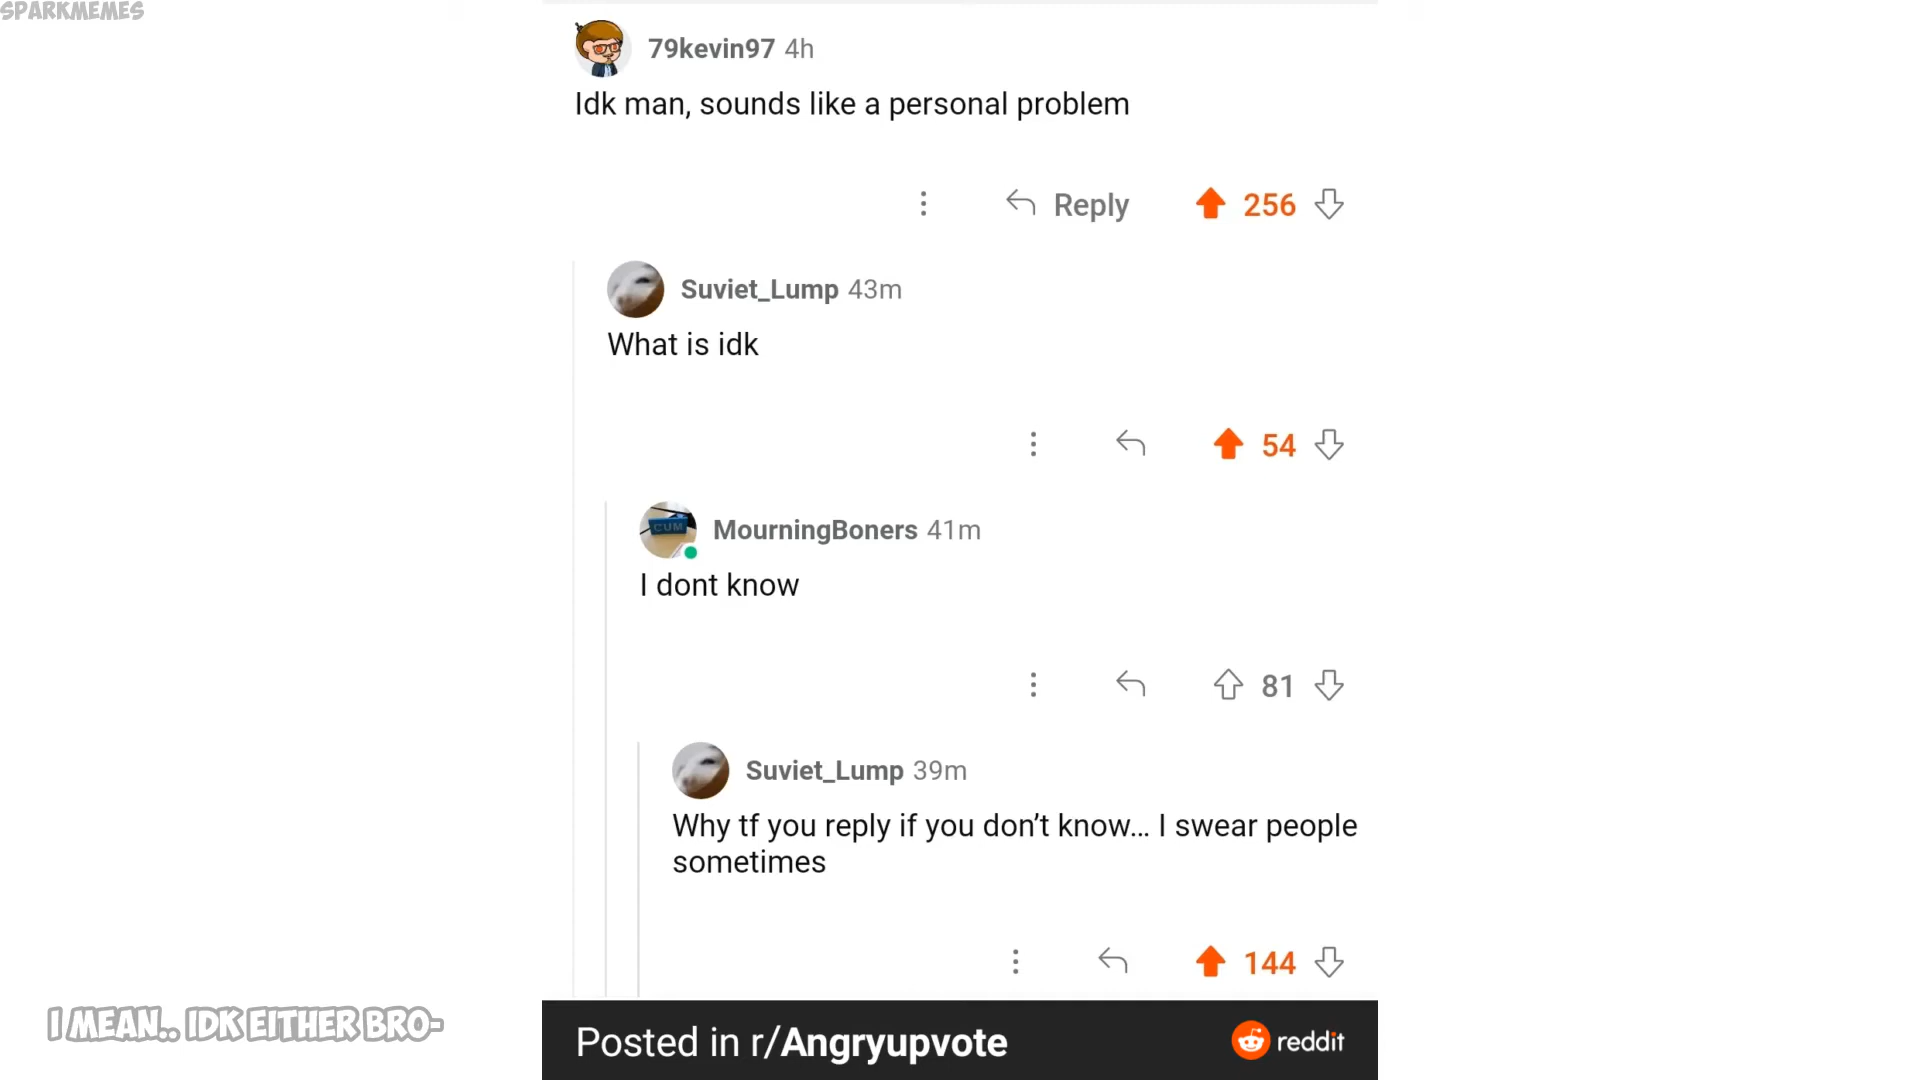 SPARKMEMES
79kevin97 4h
Idk man, sounds like a personal problem
Reply 256
Suviet_Lump 43m
What is idk
54
CUM
MourningBoners 41m
I dont know
81
Suviet_Lump 39m
Why tf you reply if you don’t know... I swear people
sometimes
144
I MEAN.. IDK EITHER BRO-
Posted in r/Angryupvote
reddit